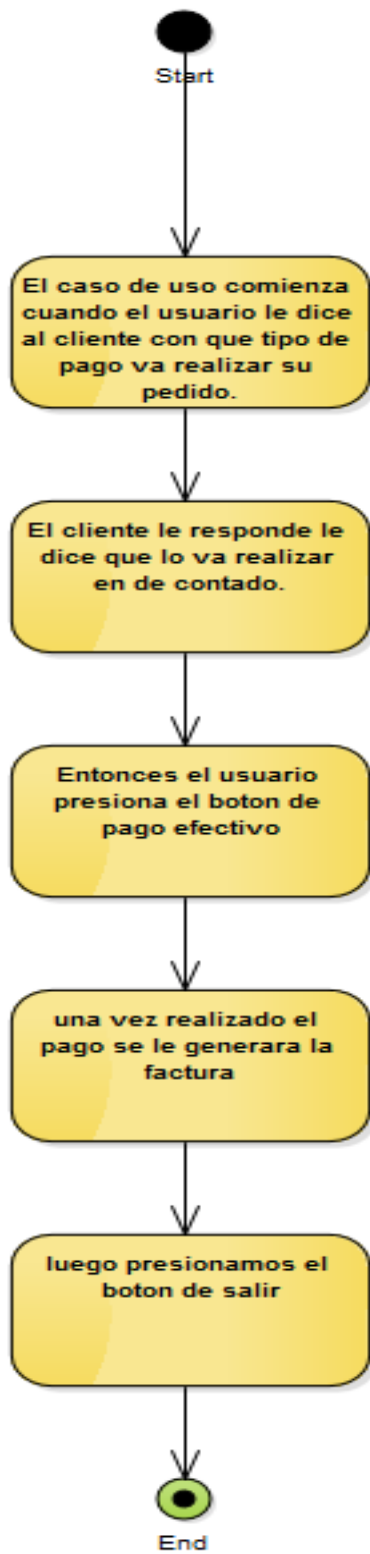 Start
El caso de uso comienza
cuando el usuario le dice
al cliente con que tipo de
pago va realizar su
pedido.
El cliente le responde le
dice que lo va realizar
en de contado.
Entonces el usuario
presiona el boton de
pago efectivo
una vez realizado el
pago se le generara la
factura
luego presionamos el
boton de salir
End